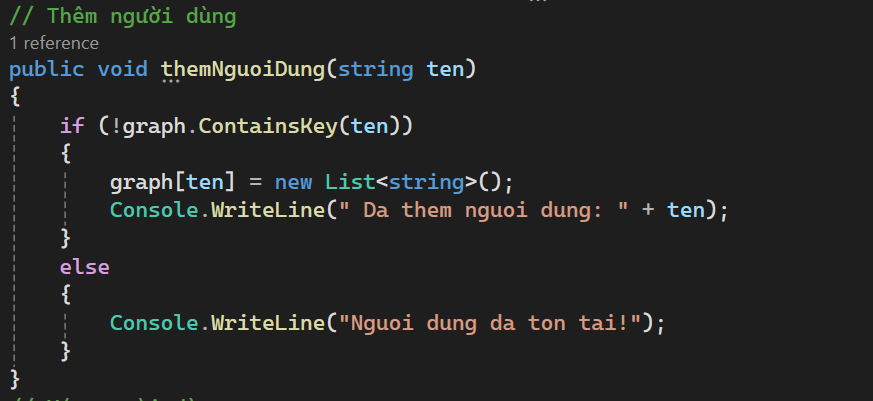 // Thêm người dùng
1 reference
public void themNguoiDung(string ten)
{
if (!graph.ContainsKey(ten))
{
graph[ten] = new List<string>();
Console.WriteLine(" Da them nguoi dung: " + ten);
}
else
{
Console.WriteLine("Nguoi dung da ton tai!");
}
}